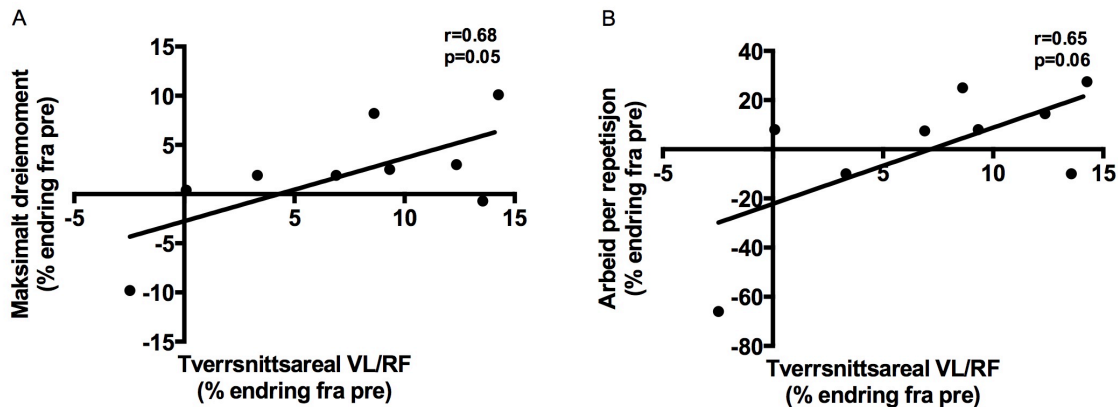 A
r=0.68
p=0.05
Maksimalt dreiemoment
(% endring fra pre)
15
10
5
-5
5
10
15
-5
-10
-15
Tverrsnittsareal VL/RF
(% endring fra pre)
B
r=0.65
p=0.06
Arbeid per repetisjon
(% endring fra pre)
40
20
-5
5
10
15
-20
-40
-60
-80
Tverrsnittsareal VL/RF
(% endring fra pre)